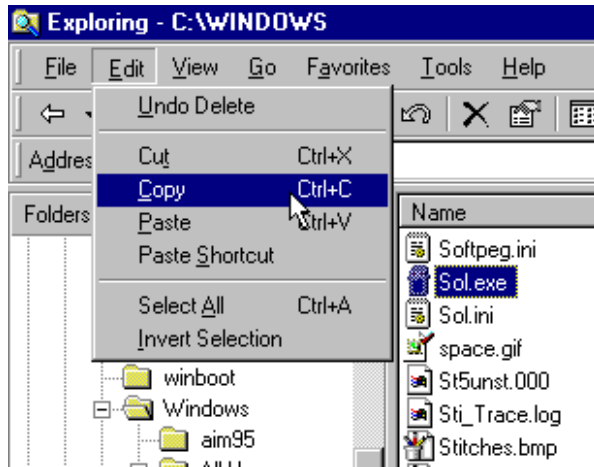 Exploring - C:\WINDOWS
File Edit View Go Favorites Tools Help
Undo Delete
Cut Ctrl+X
Copy Ctrl+C
Paste Ctrl+V
Paste Shortcut
Select All Ctrl+A
Invert Selection
Addres
Folders
winboot
Windows
aim95
Name
Softpeg.ini
Sol.exe
Sol.ini
space.gif
St5unst.000
Sti_Trace.log
Stitches.bmp